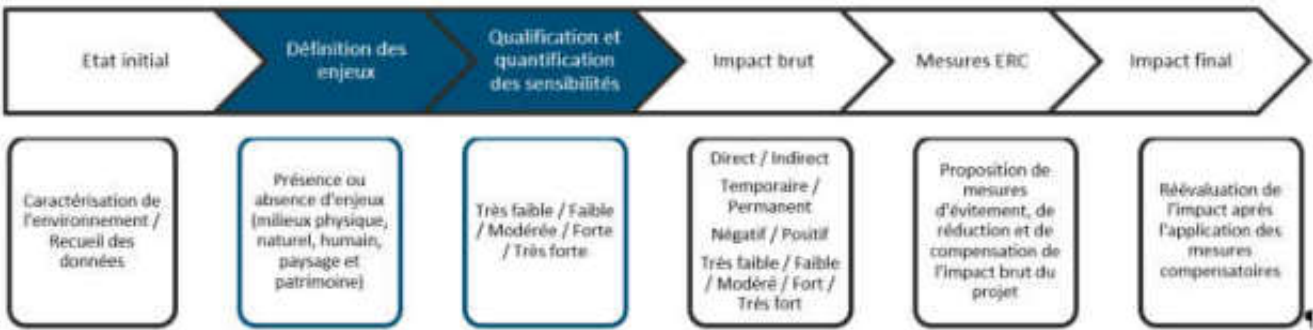 Etat initial
Définition des
enjeux
Qualification et
quantification
des sensibilités
Impact brut
Mesures ERC
Impact final
Caractérisation de
l'environnement /
Recueil des
données
Présence ou
absence d'enjeux
(milieux physique,
naturel, humain,
paysage et
patrimoine)
Très faible / Faible
/ Modérée / Forte
/ Très forte
Direct / Indirect
Temporaire /
Permanent
Négatif / Positif
Très faible / Faible
/ Modéré / Fort /
Très fort
Proposition de
mesures
d'évitement, de
réduction et de
compensation de
l'impact brut du
projet
Réévaluation de
l'impact après
l'application des
mesures
compensatoires